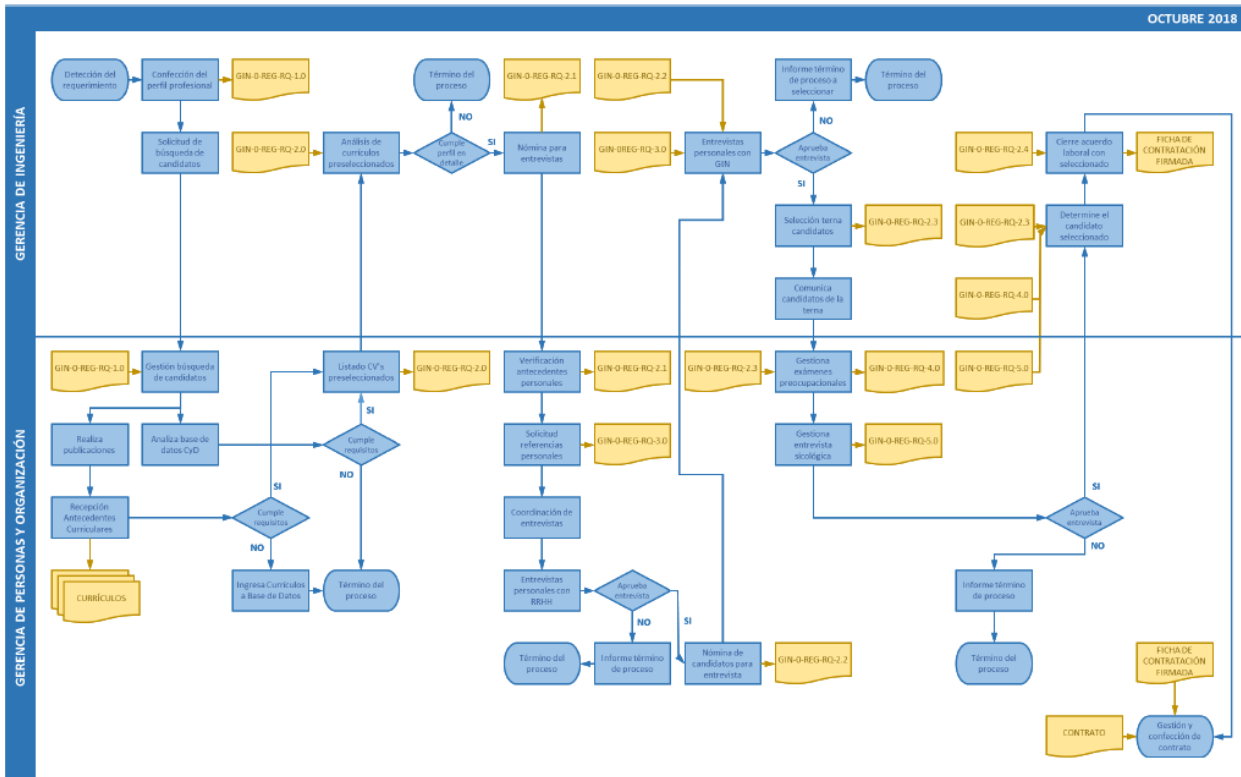 OCTUBRE 2018
GERENCIA DE INGENIERÍA
Detección del
requerimiento
Confección del
perfil profesional
GIN-0-REG-RQ-1.0
Término del
proceso
GIN-0-REG-RQ-2.1
GIN-0-REG-RQ-2.2
Informe término
de proceso a
seleccionar
Término del
proceso
NO
NO
Solicitud de
búsqueda de
candidatos
GIN-0-REG-RQ-2.0
Análisis de
currículos
preseleccionados
Cumple
perfil en
detalle
SI
Nómina para
entrevistas
GIN-0REG-RQ-3.0
Entrevistas
personales con
GIN
Aprueba
entrevista
GIN-0-REG-RQ-2.4
Cierre acuerdo
laboral con
seleccionado
FICHA DE
CONTRATACIÓN
FIRMADA
SI
Selección terna
candidatos
GIN-0-REG-RQ-2.3
GIN-0-REG-RQ-2.3
Determine el
candidato
seleccionado
Comunica
candidatos de la
terna
GIN-0-REG-RQ-4.0
GERENCIA DE PERSONAS Y ORGANIZACIÓN
GIN-0-REG-RQ-1.0
Gestión búsqueda
de candidatos
Listado CV's
preseleccionados
GIN-0-REG-RQ-2.0
Verificación
antecedentes
personales
GIN-0-REG-RQ-2.1
GIN-0-REG-RQ-2.3
Gestiona
exámenes
preocupacionales
GIN-0-REG-RQ-4.0
GIN-0-REG-RQ-5.0
SI
Realiza
publicaciones
Analiza base de
datos CyD
Cumple
requisitos
Solicitud
referencias
personales
GIN-0-REG-RQ-3.0
Gestiona
entrevista
sicológica
GIN-0-REG-RQ-5.0
NO
SI
SI
Recepción
Antecedentes
Curriculares
Cumple
requisitos
Coordinación de
entrevistas
Aprueba
entrevista
NO
NO
CURRÍCULOS
Ingresa Currículos
a Base de Datos
Término del
proceso
Entrevistas
personales con
RRHH
Aprueba
entrevista
Informe término
de proceso
NO
SI
Término del
proceso
Informe término
de proceso
Nómina de
candidatos para
entrevista
GIN-0-REG-RQ-2.2
Término del
proceso
FICHA DE
CONTRATACIÓN
FIRMADA
CONTRATO
Gestión y
confección de
contrato